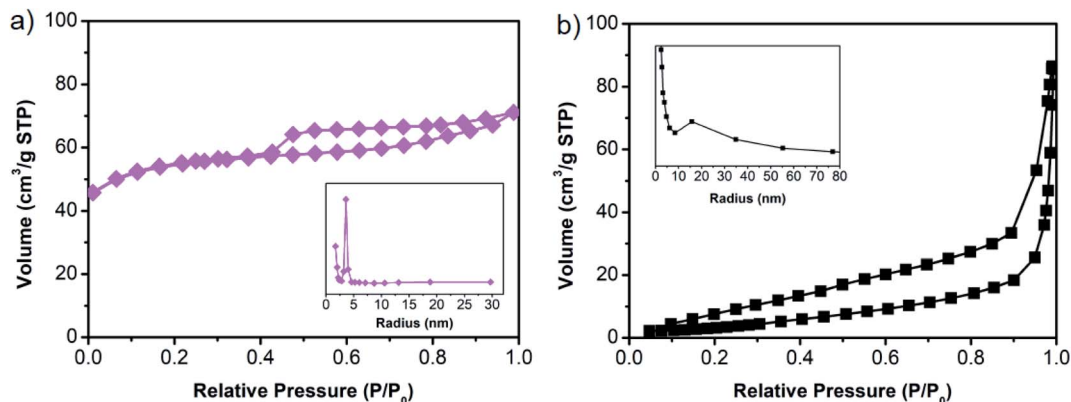 a)
Volume (cm³/g STP)
100
80
60
40
20
0
0.0 0.2 0.4 0.6 0.8 1.0
Relative Pressure (P/P₀)
0 5 10 15 20 25 30
Radius (nm)
b)
Volume (cm³/g STP)
100
80
60
40
20
0
0.0 0.2 0.4 0.6 0.8 1.0
Relative Pressure (P/P₀)
0 10 20 30 40 50 60 70 80
Radius (nm)